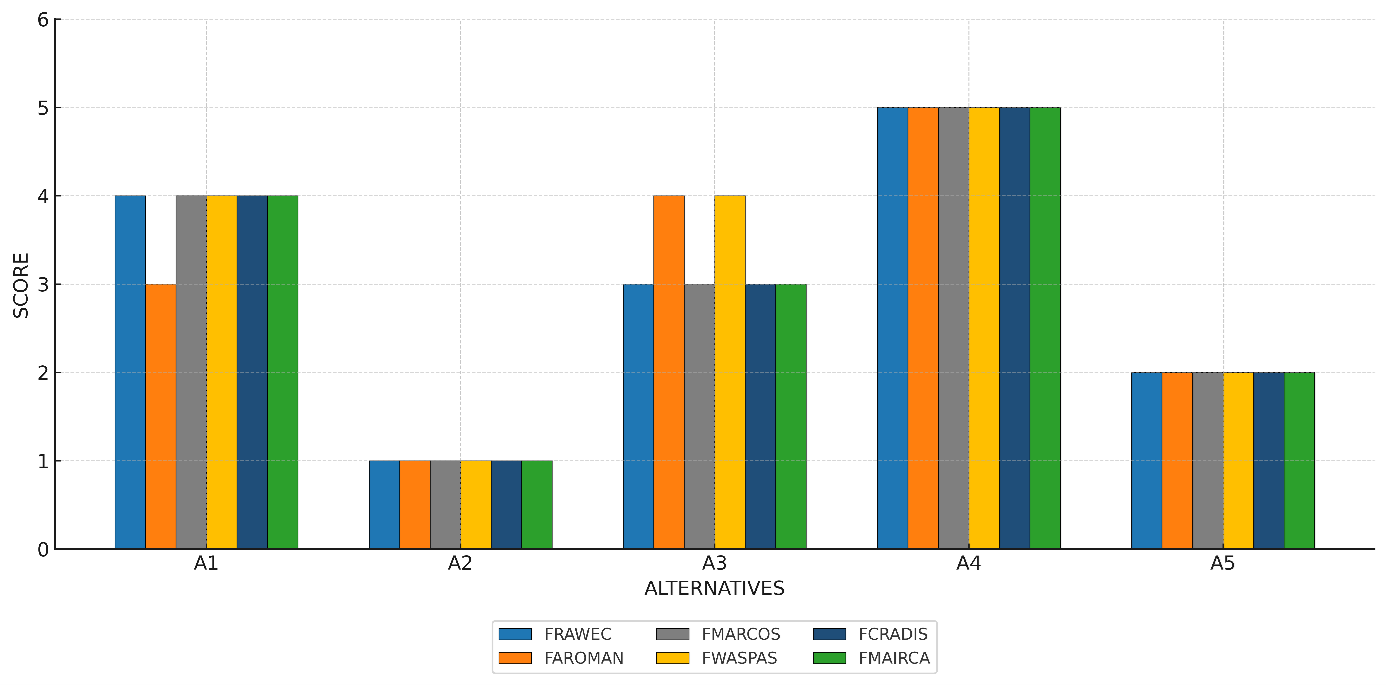 6
5
4
3
2
1
0
SCORE
A1 A2 A3 A4 A5
ALTERNATIVES
FRAWEC FMARCOS FCRADIS
FAROMAN FWASPAS FMAIRCA